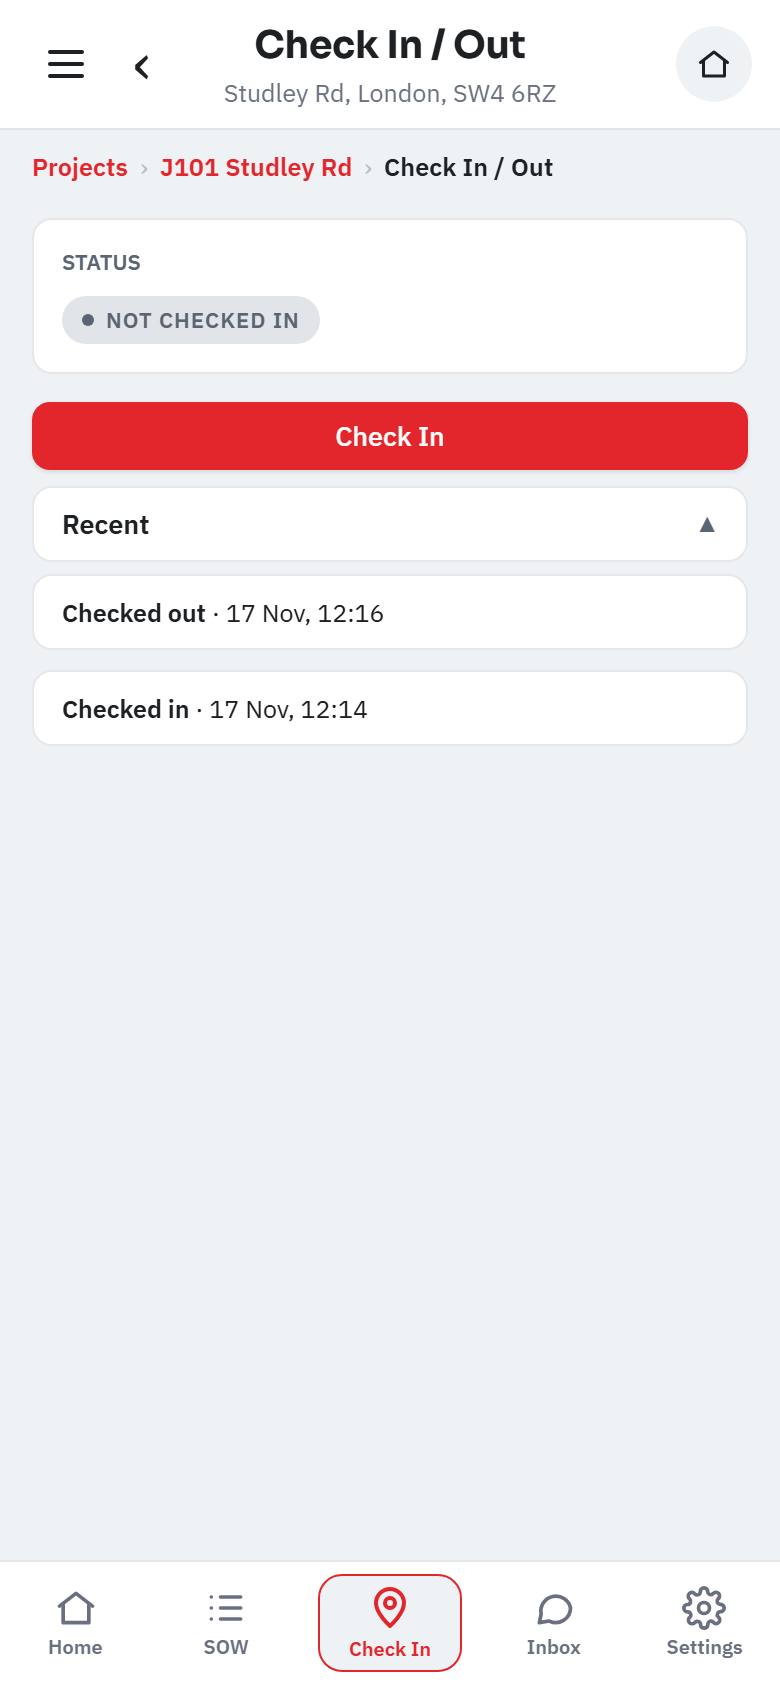 Check In / Out
Studley Rd, London, SW4 6RZ
Projects › J101 Studley Rd › Check In / Out
STATUS
NOT CHECKED IN
Check In
Recent ▲
Checked out · 17 Nov, 12:16
Checked in · 17 Nov, 12:14
Home SOW Check In Inbox Settings